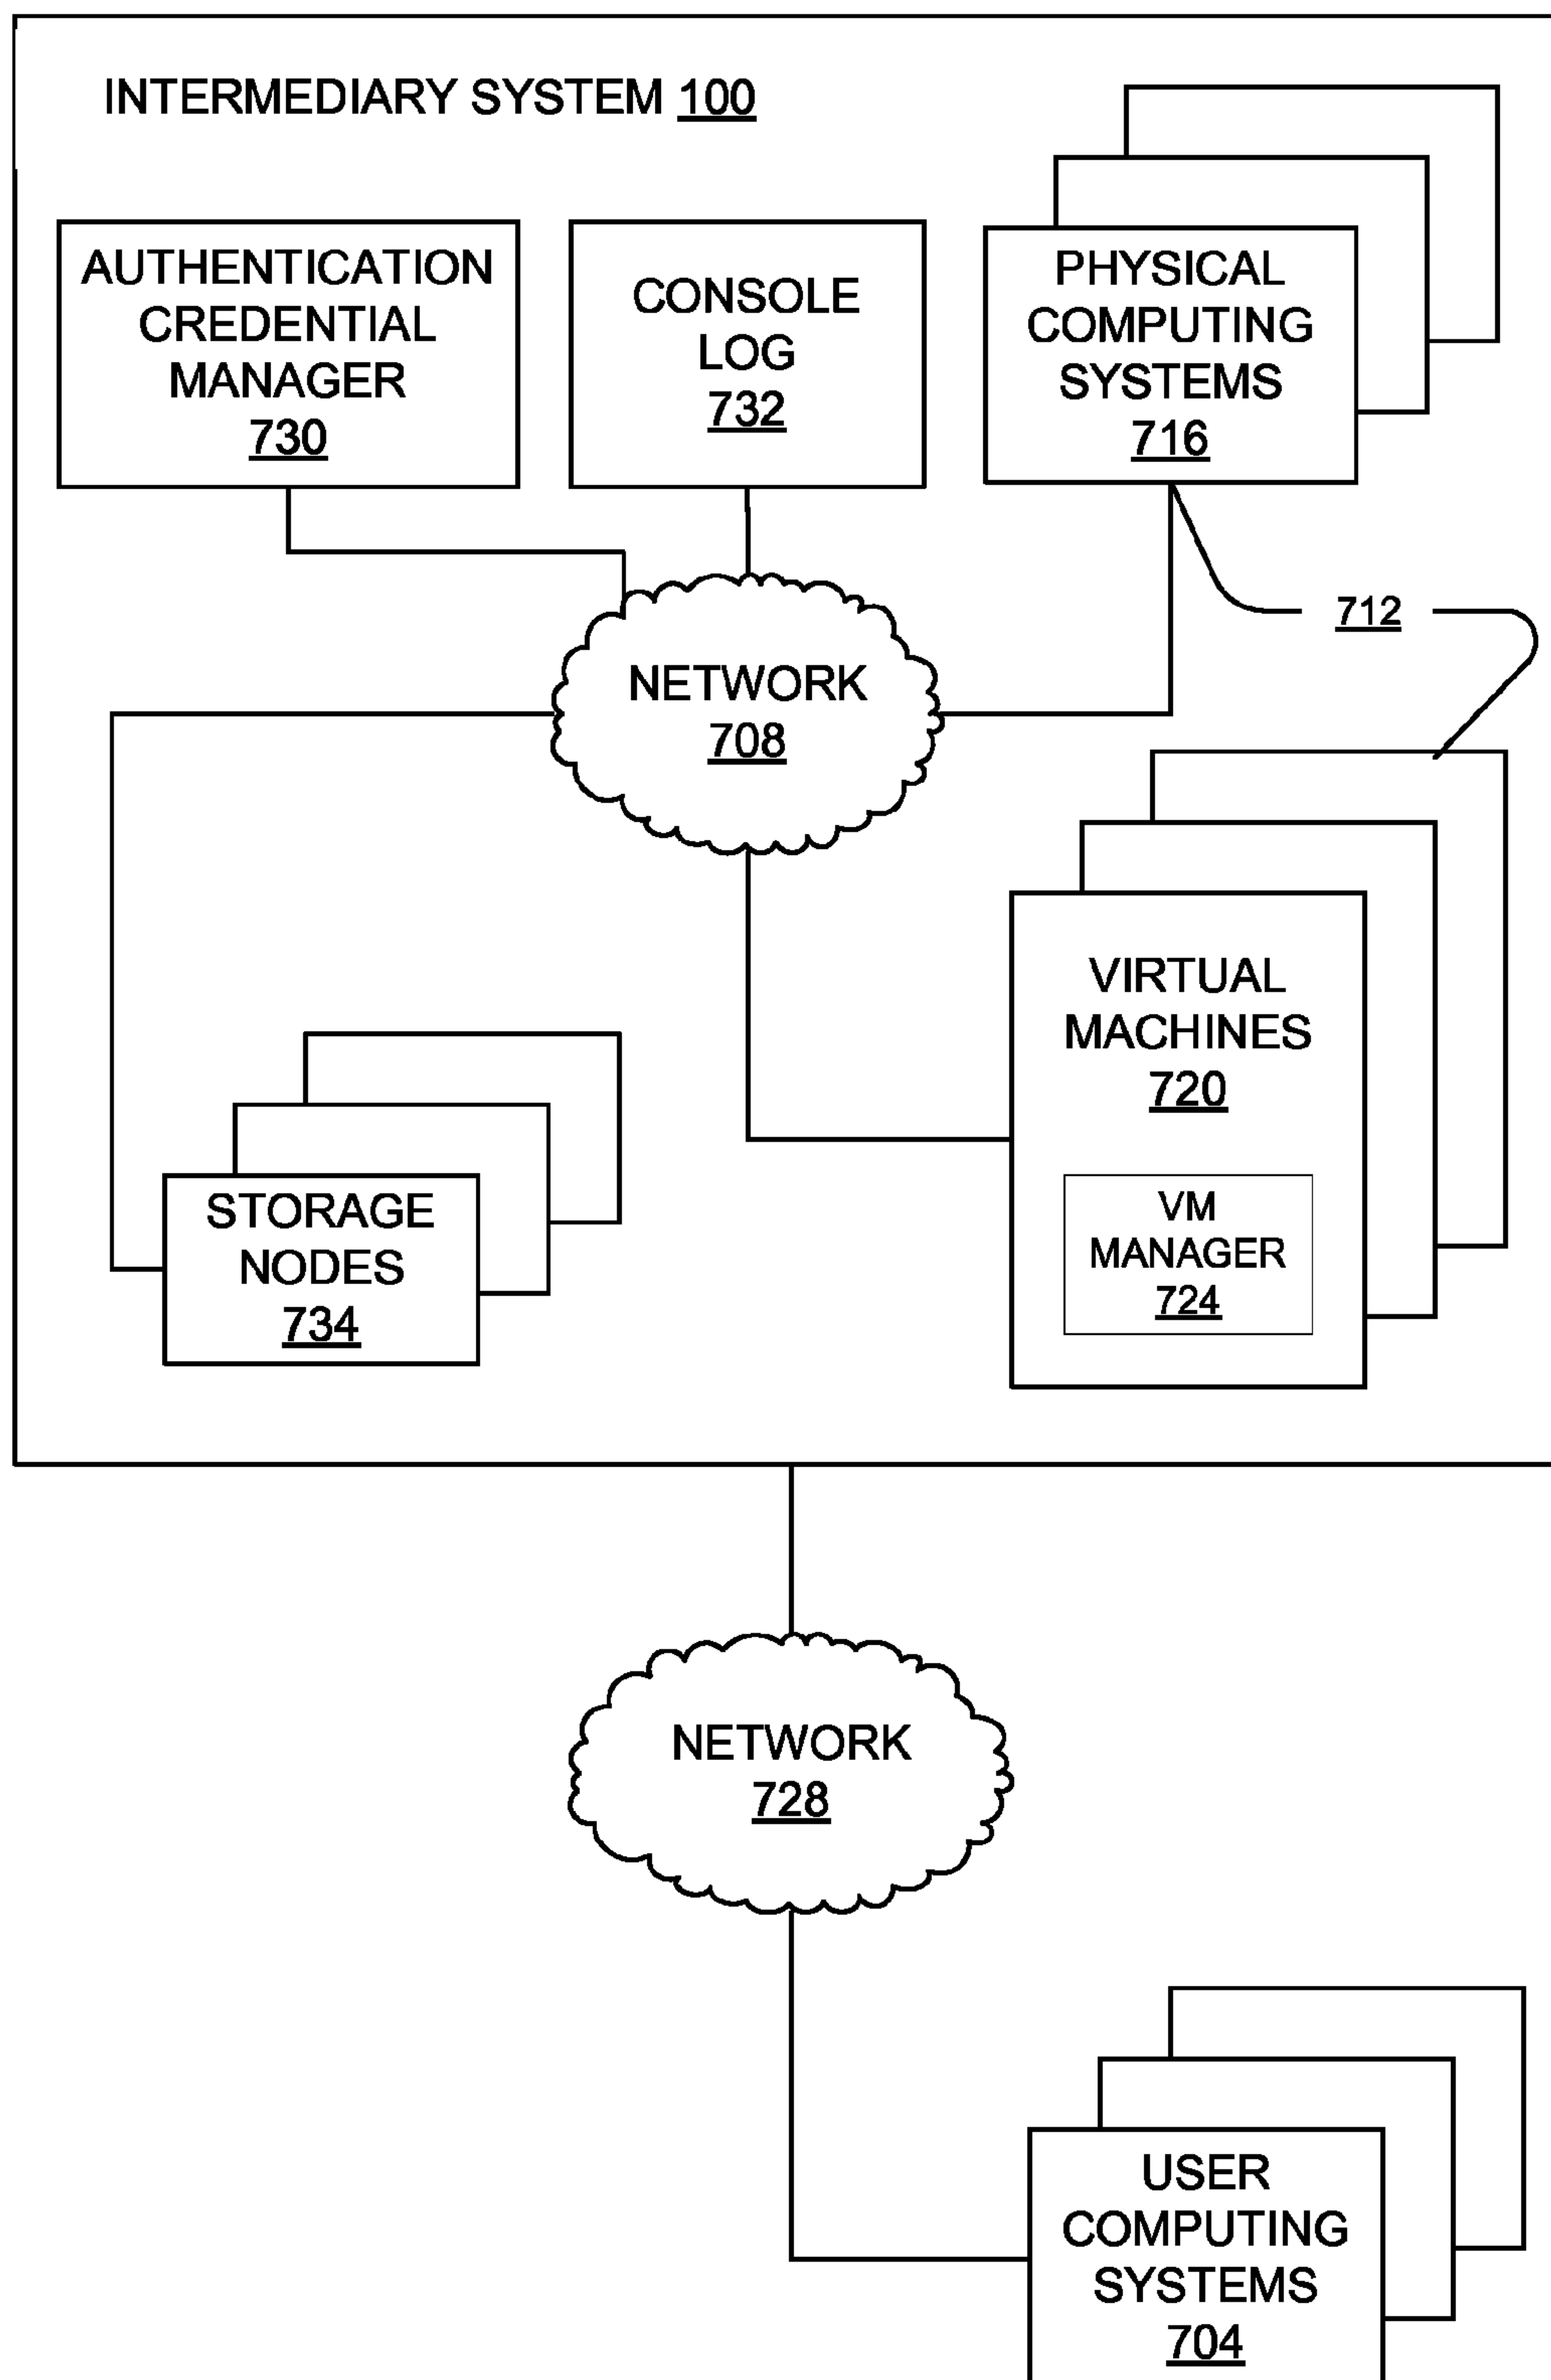 INTERMEDIARY SYSTEM 100
AUTHENTICATION
CREDENTIAL
MANAGER
730
CONSOLE
LOG
732
PHYSICAL
COMPUTING
SYSTEMS
716
712
NETWORK
708
VIRTUAL
MACHINES
720
VM
MANAGER
724
STORAGE
NODES
734
NETWORK
728
USER
COMPUTING
SYSTEMS
704